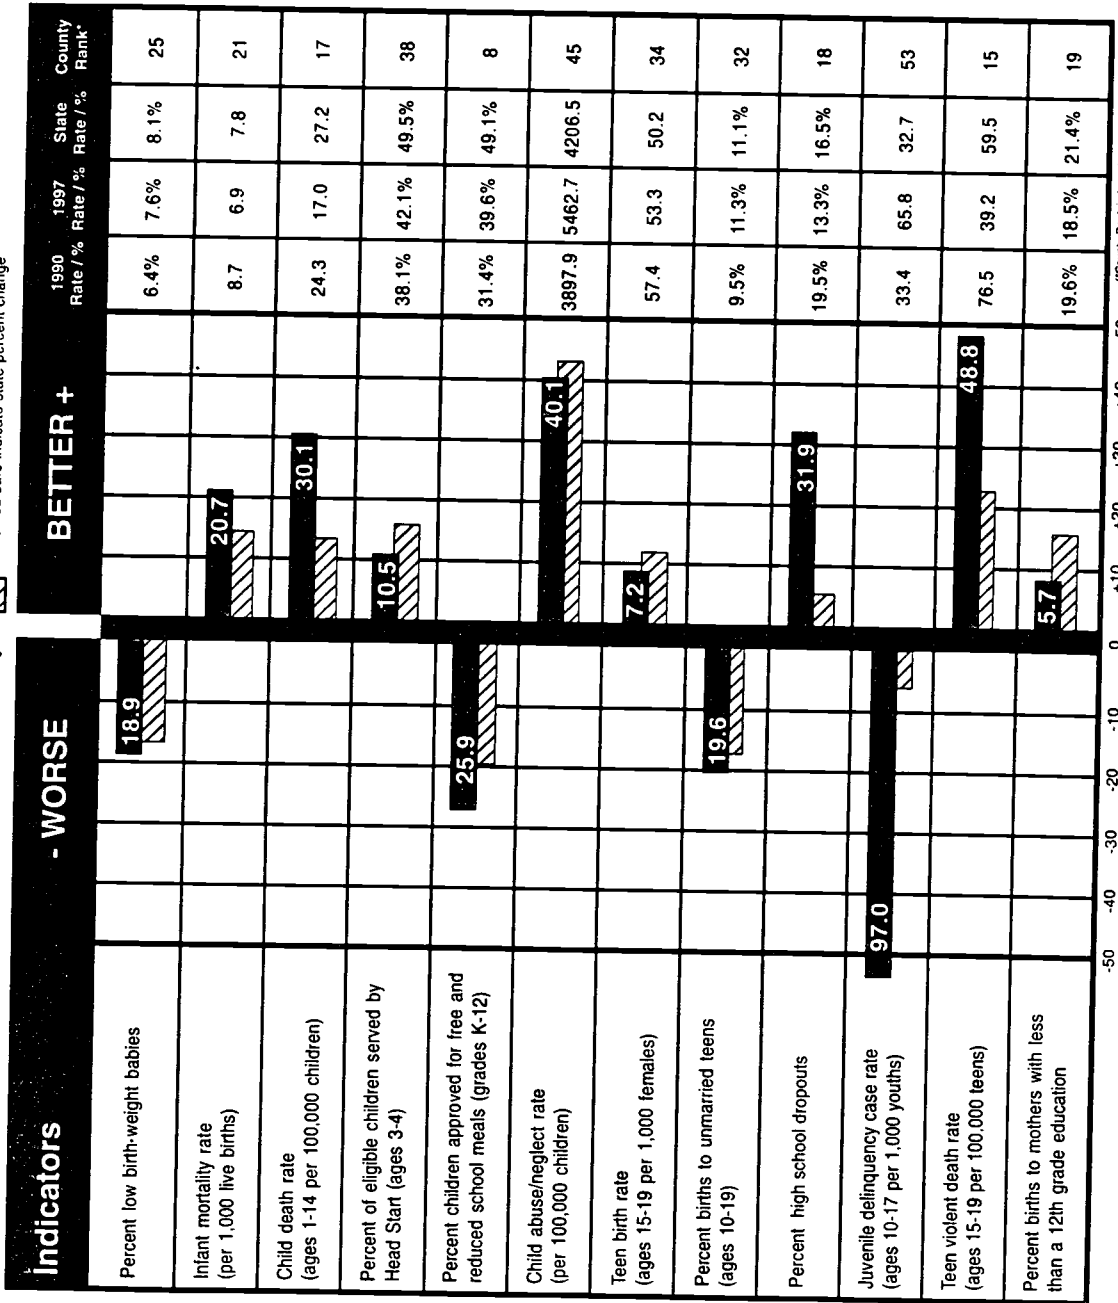 state percent change
Indicators - WORSE BETTER + 1990 Rate / % 1997 Rate / % State Rate / % County Rank*
Percent low birth-weight babies 18.9 6.4% 7.6% 8.1% 25
Infant mortality rate
(per 1,000 live births) 20.7 8.7 6.9 7.8 21
Child death rate
(ages 1-14 per 100,000 children) 30.1 24.3 17.0 27.2 17
Percent of eligible children served by
Head Start (ages 3-4) 10.5 38.1% 42.1% 49.5% 38
Percent children approved for free and
reduced school meals (grades K-12) 25.9 31.4% 39.6% 49.1% 8
Child abuse/neglect rate
(per 100,000 children) 40.1 3897.9 5462.7 4206.5 45
Teen birth rate
(ages 15-19 per 1,000 females) 7.2 57.4 53.3 50.2 34
Percent births to unmarried teens
(ages 10-19) 19.6 9.5% 11.3% 11.1% 32
Percent high school dropouts 31.9 19.5% 13.3% 16.5% 18
Juvenile delinquency case rate
(ages 10-17 per 1,000 youths) 97.0 33.4 65.8 32.7 53
Teen violent death rate
(ages 15-19 per 100,000 teens) 48.8 76.5 39.2 59.5 15
Percent births to mothers with less
than a 12th grade education 5.7 19.6% 18.5% 21.4% 19
-50 -40 -30 -20 -10 0 +10 +20 +30 +40